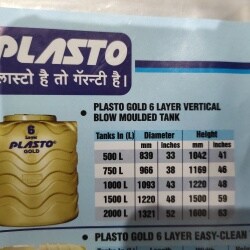 PLASTO
लास्टो है तो गॅरन्टी है।
• PLASTO GOLD 6 LAYER VERTICAL
BLOW MOULDED TANK
Tanks in (L) Diameter Height
mm inches mm inches
500 L 839 33 1042 41
750 L 966 38 1169 46
1000 L 1093 43 1220 48
1500 L 1220 48 1500 59
2000 L 1321 52 1600 63
6
PLASTO
GOLD
• PLASTO GOLD 6 LAYER EASY-CLEAN